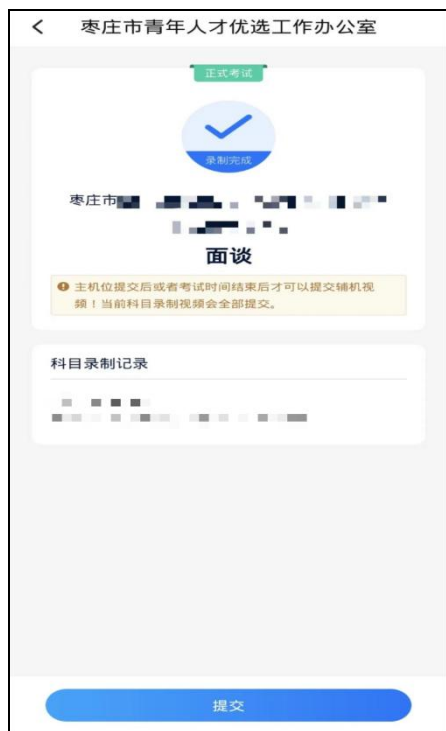 枣庄市青年人才优选工作办公室
正式考试
录制完成
枣庄市
面谈
主机位提交后或者考试时间结束后才可以提交辅机视
频！当前科目录制视频会全部提交。
科目录制记录
提交